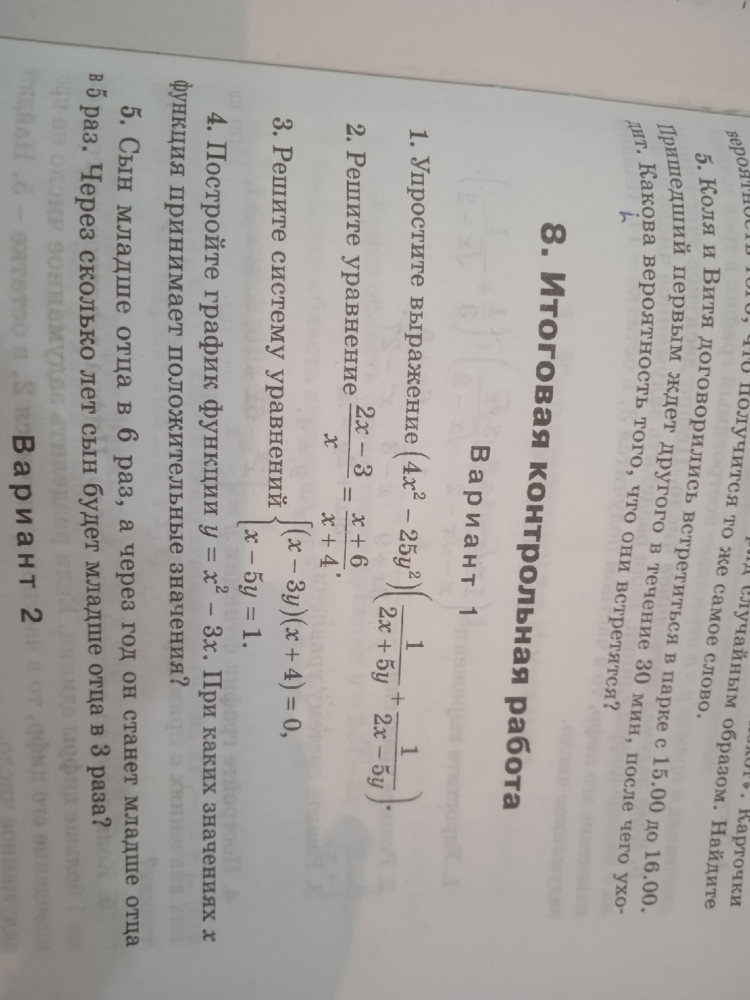 получится то же самое слово.
случайным образом. Найдите
5. Коля и Витя договорились встретиться в парке с 15.00 до 16.00.
Пришедший первым ждет другого в течение 30 мин, после чего ухо-
дит. Какова вероятность того, что они встретятся?
8. Итоговая контрольная работа
Вариант 1
1. Упростите выражение (4x² − 25y²)(1/(2x + 5y) + 1/(2x − 5y)).
2. Решите уравнение (2x − 3)/x = (x + 6)/(x + 4).
3. Решите систему уравнений { (x − 3y)(x + 4) = 0,
x − 5y = 1.
4. Постройте график функции y = x² − 3x. При каких значениях x
функция принимает положительные значения?
5. Сын младше отца в 6 раз, а через год он станет младше отца
в 5 раз. Через сколько лет сын будет младше отца в 3 раза?
Вариант 2